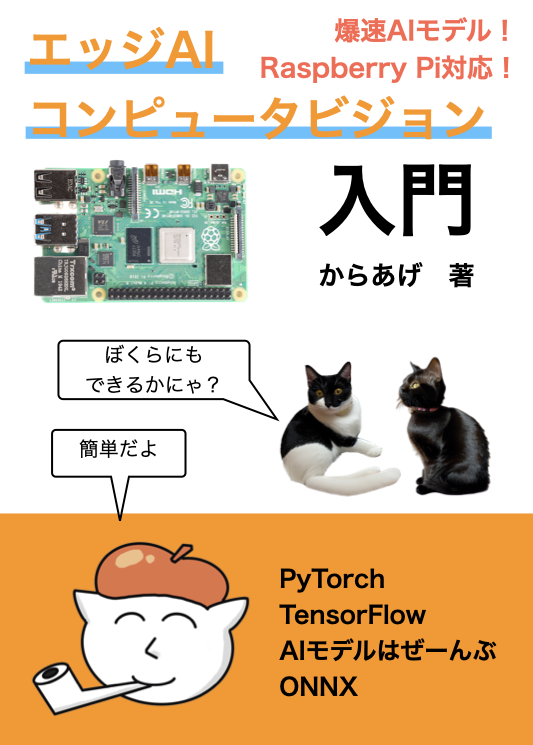 爆速AIモデル！
Raspberry Pi対応！
エッジAI
コンピュータビジョン
入門
からあげ　著
HDMI
ぼくらにも
できるかにゃ？
簡単だよ
PyTorch
TensorFlow
AIモデルはぜーんぶ
ONNX